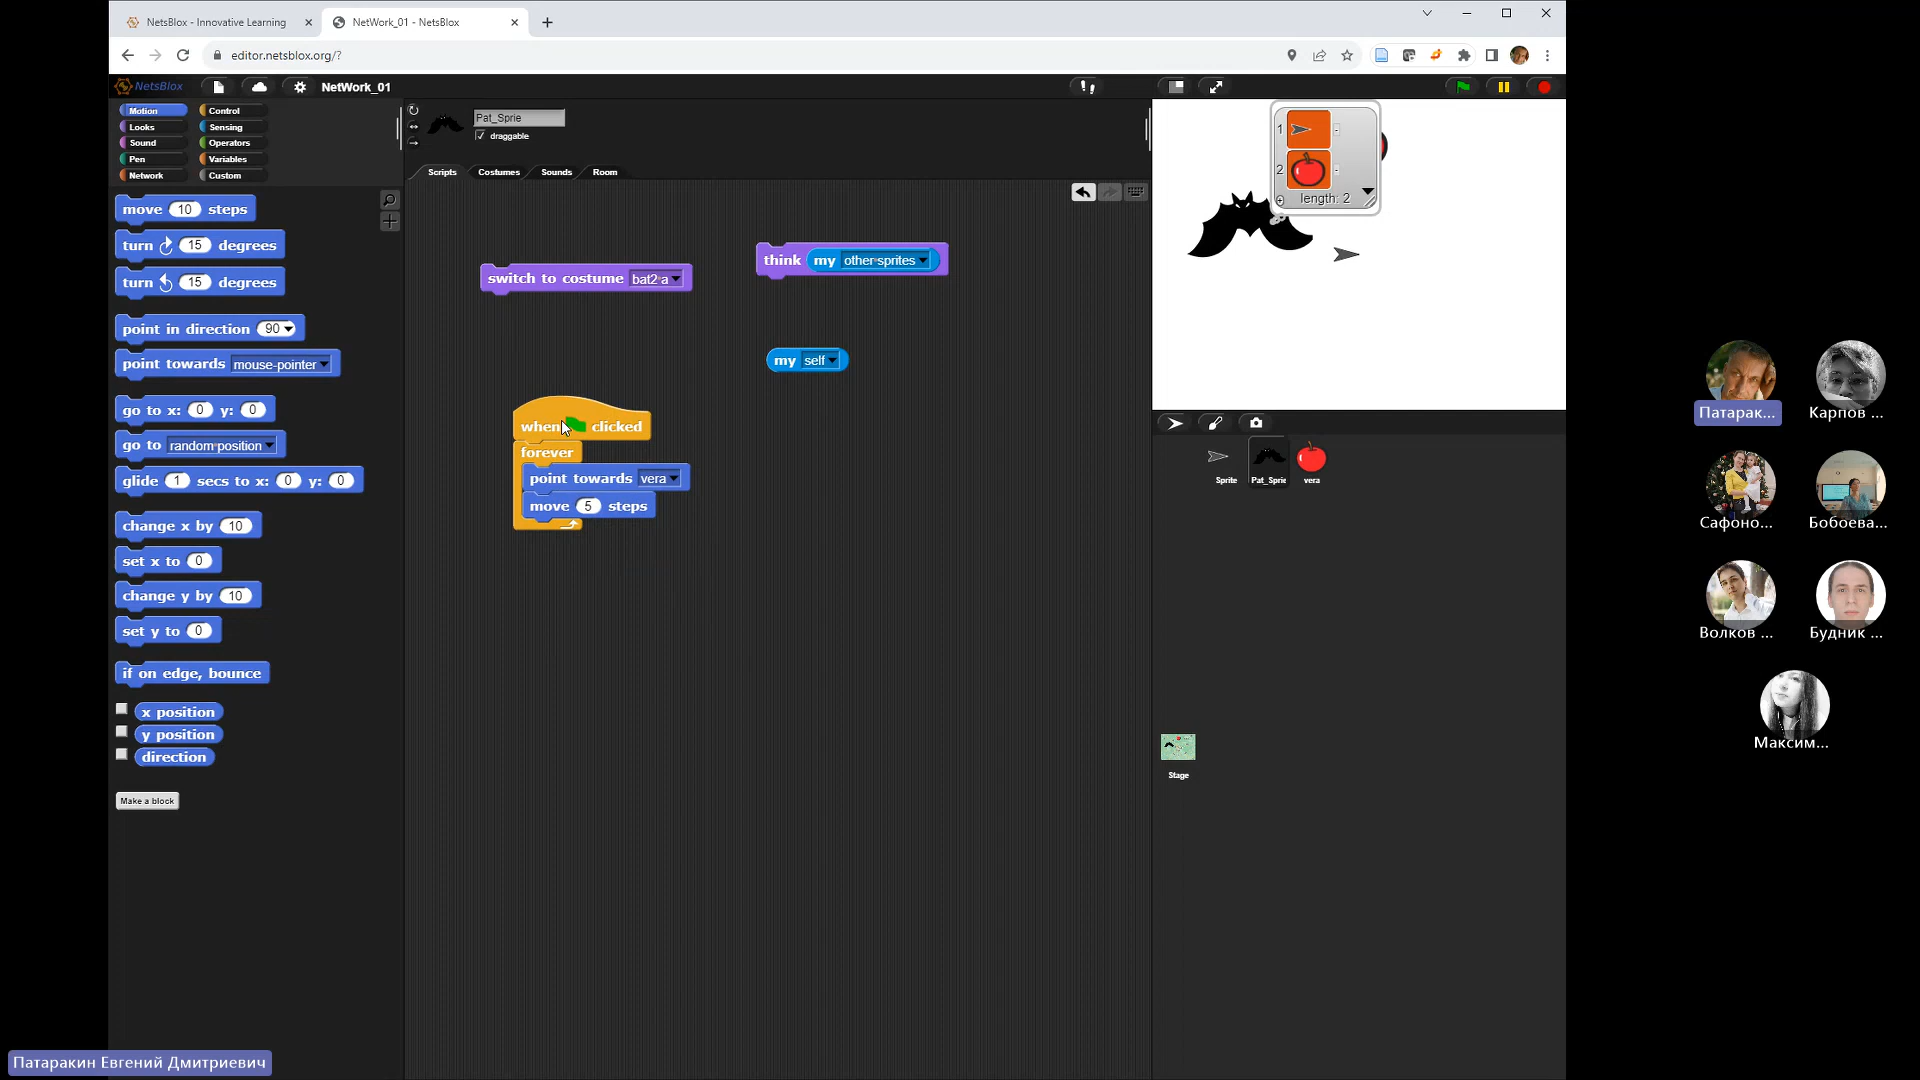 NetsBlox - Innovative Learning
NetWork_01 - NetsBlox
editor.netsblox.org/?
NetsBlox
NetWork_01
Motion
Control
Looks
Sensing
Sound
Operators
Pen
Variables
Network
Custom
Pat_Sprie
draggable
Scripts
Costumes
Sounds
Room
move 10 steps
turn 15 degrees
turn 15 degrees
point in direction 90
point towards mouse-pointer
go to x: 0 y: 0
go to random position
glide 1 secs to x: 0 y: 0
change x by 10
set x to 0
change y by 10
set y to 0
if on edge, bounce
x position
y position
direction
Make a block
switch to costume bat2 a
think my other sprites
my self
when clicked
forever
point towards vera
move 5 steps
1
2
length: 2
Sprite
Pat_Sprie
vera
Stage
Патарак...
Карпов ...
Сафоно...
Бобоева...
Волков ...
Будник ...
Максим...
Патаракин Евгений Дмитриевич